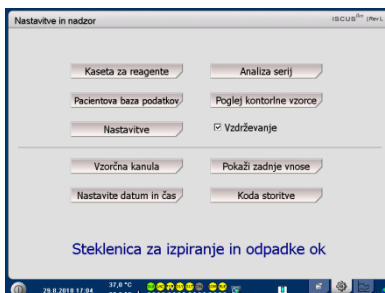 Nastavitve in nadzor
ISCUS flex | Rev L
Kaseta za reagente
Analiza serij
Pacientova baza podatkov
Poglej kontorlne vzorce
Nastavitve
Vzdrževanje
Vzorčna kanula
Pokaži zadnje vnose
Nastavite datum in čas
Koda storitve
Steklenica za izpiranje in odpadke ok
29.8.2018 17:04
37,0 °C